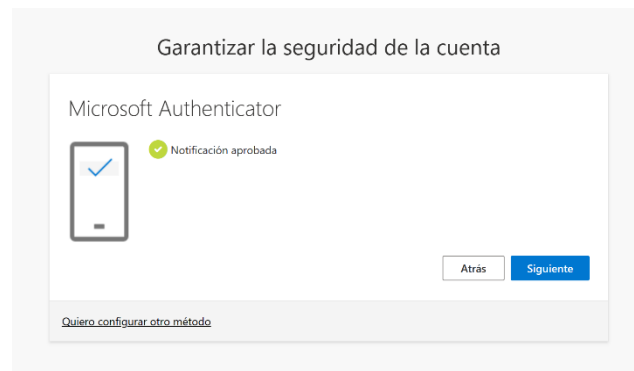 Garantizar la seguridad de la cuenta
Microsoft Authenticator
Notificación aprobada
Atrás
Siguiente
Quiero configurar otro método